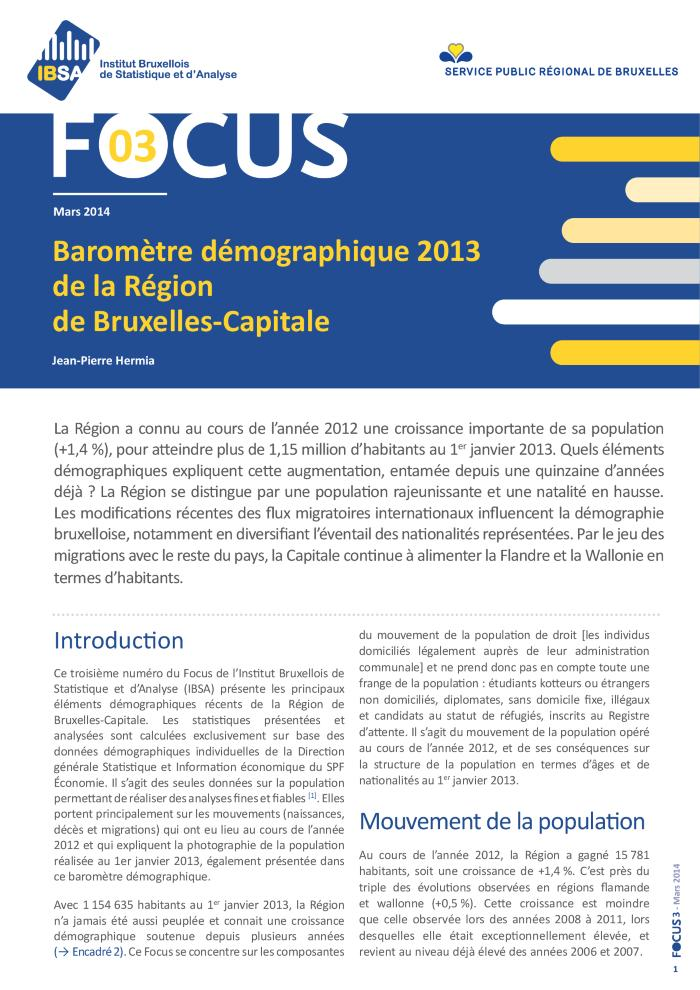 IBSA
Institut Bruxellois
de Statistique et d'Analyse
SERVICE PUBLIC RÉGIONAL DE BRUXELLES
FOCUS
03
Mars 2014
Baromètre démographique 2013
de la Région
de Bruxelles-Capitale
Jean-Pierre Hermia
La Région a connu au cours de l'année 2012 une croissance importante de sa population
(+1,4 %), pour atteindre plus de 1,15 million d'habitants au 1er janvier 2013. Quels éléments
démographiques expliquent cette augmentation, entamée depuis une quinzaine d'années
déjà ? La Région se distingue par une population rajeunissante et une natalité en hausse.
Les modifications récentes des flux migratoires internationaux influencent la démographie
bruxelloise, notamment en diversifiant l'éventail des nationalités représentées. Par le jeu des
migrations avec le reste du pays, la Capitale continue à alimenter la Flandre et la Wallonie en
termes d'habitants.
Introduction
Ce troisième numéro du Focus de l'Institut Bruxellois de
Statistique et d'Analyse (IBSA) présente les principaux
éléments démographiques récents de la Région de
Bruxelles-Capitale. Les statistiques présentées et
analysées sont calculées exclusivement sur base des
données démographiques individuelles de la Direction
générale Statistique et Information économique du SPF
Économie. Il s'agit des seules données sur la population
permettant de réaliser des analyses fines et fiables [1]. Elles
portent principalement sur les mouvements (naissances,
décès et migrations) qui ont eu lieu au cours de l'année
2012 et qui expliquent la photographie de la population
réalisée au 1er janvier 2013, également présentée dans
ce baromètre démographique.
Avec 1 154 635 habitants au 1er janvier 2013, la Région
n'a jamais été aussi peuplée et connait une croissance
démographique soutenue depuis plusieurs années
(→ Encadré 2). Ce Focus se concentre sur les composantes
du mouvement de la population de droit [les individus
domiciliés légalement auprès de leur administration
communale] et ne prend donc pas en compte toute une
frange de la population : étudiants kotteurs ou étrangers
non domiciliés, diplomates, sans domicile fixe, illégaux
et candidats au statut de réfugiés, inscrits au Registre
d'attente. Il s'agit du mouvement de la population opéré
au cours de l'année 2012, et de ses conséquences sur
la structure de la population en termes d'âges et de
nationalités au 1er janvier 2013.
Mouvement de la population
Au cours de l'année 2012, la Région a gagné 15 781
habitants, soit une croissance de +1,4 %. C'est près du
triple des évolutions observées en régions flamande
et wallonne (+0,5 %). Cette croissance est moindre
que celle observée lors des années 2008 à 2011, lors
desquelles elle était exceptionnellement élevée, et
revient au niveau déjà élevé des années 2006 et 2007.
FOCUS 3 - Mars 2014
1